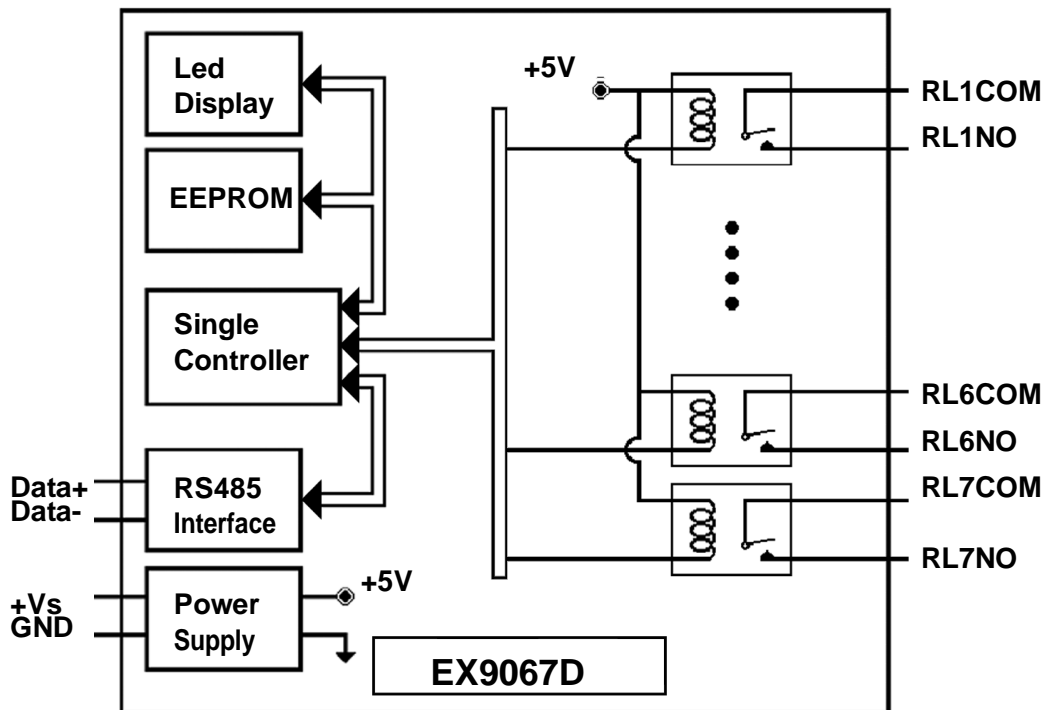 Led
Display
EEPROM
Single
Controller
RS485
Interface
Power
Supply
Data+
Data-
+Vs
GND
+5V
+5V
RL1COM
RL1NO
RL6COM
RL6NO
RL7COM
RL7NO
EX9067D